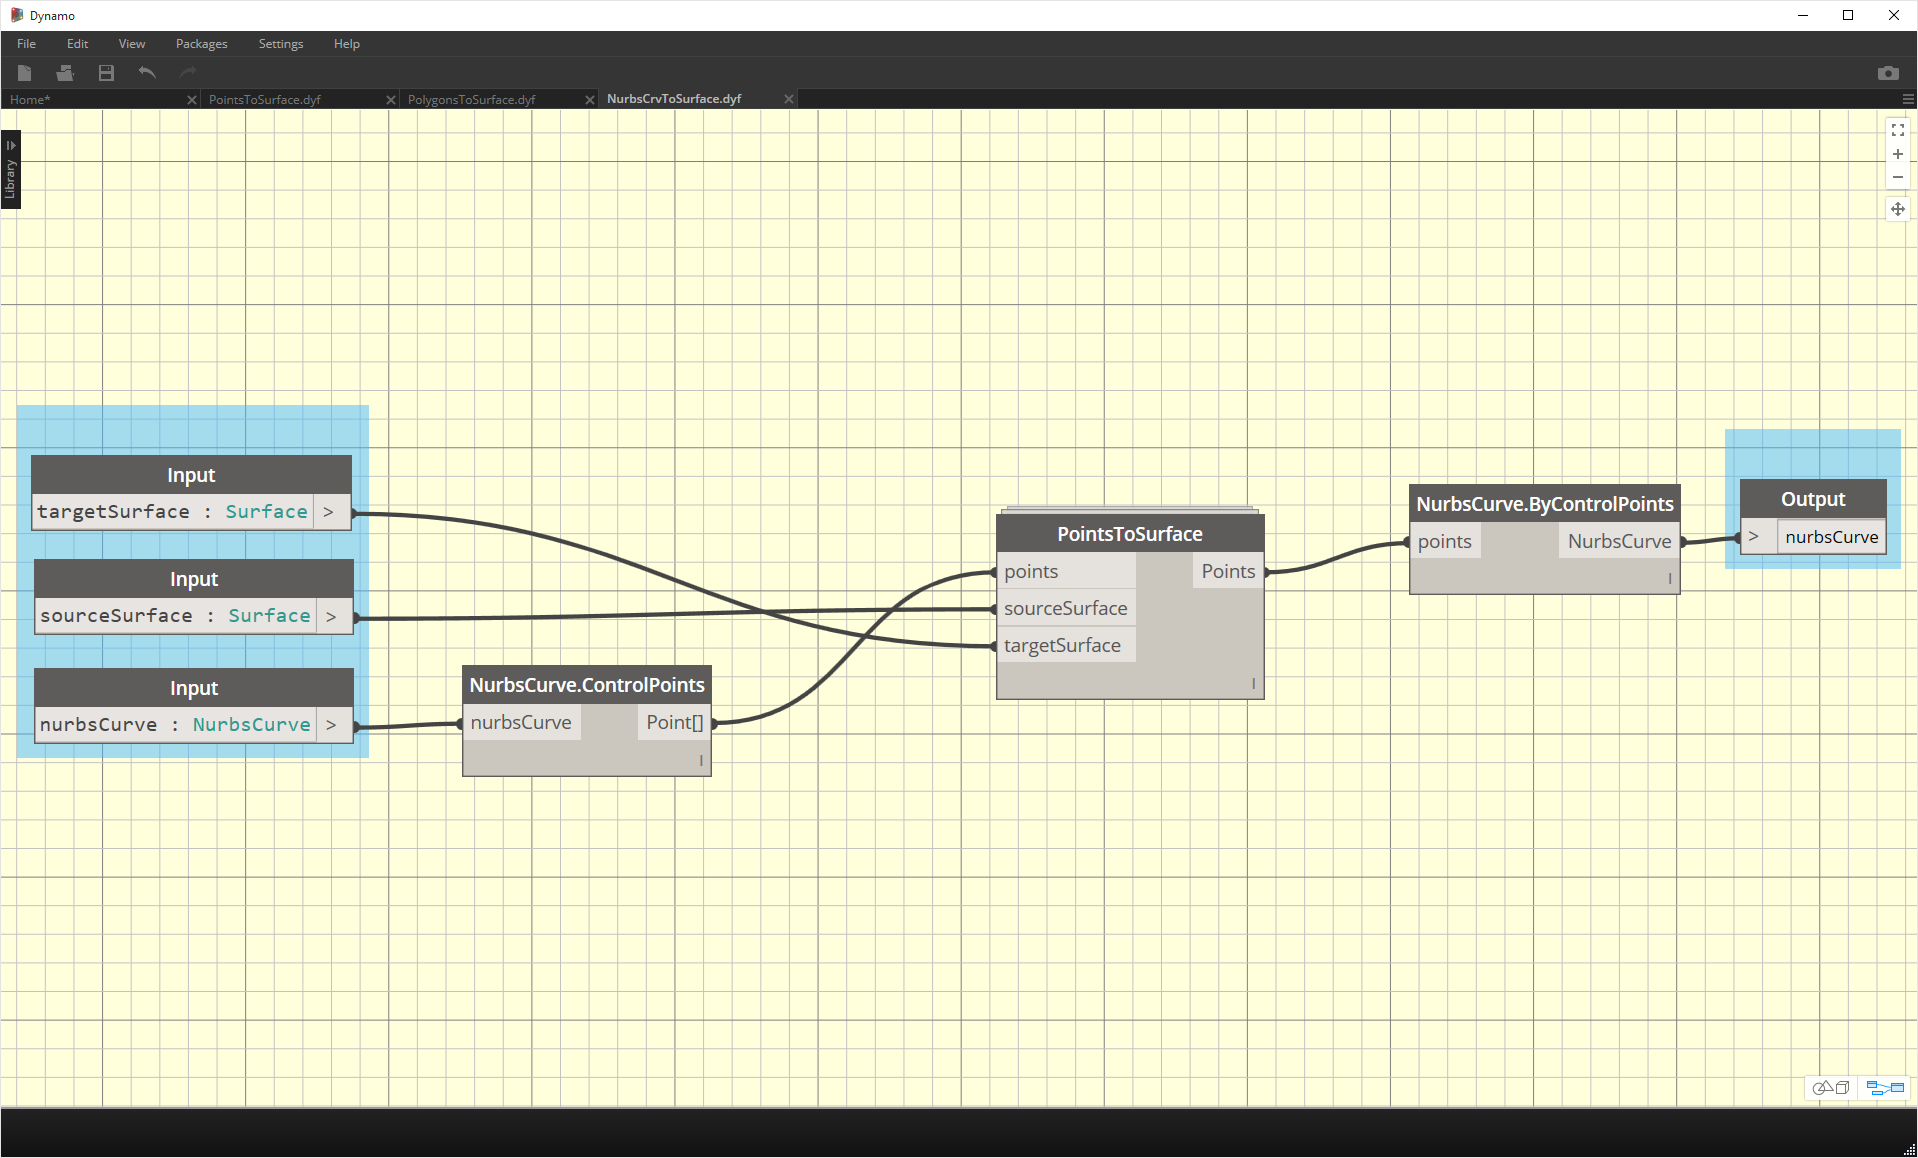 Dynamo
File Edit View Packages Settings Help
Home* PointsToSurface.dyf PolygonsToSurface.dyf NurbsCrvToSurface.dyf
Library
Input
targetSurface : Surface >
Input
sourceSurface : Surface >
Input
nurbsCurve : NurbsCurve >
NurbsCurve.ControlPoints
nurbsCurve Point[]
PointsToSurface
points Points
sourceSurface
targetSurface
NurbsCurve.ByControlPoints
points NurbsCurve
Output
> nurbsCurve